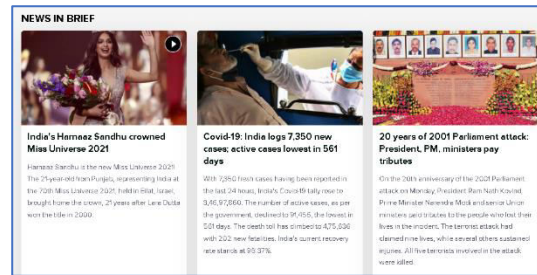 NEWS IN BRIEF
India's Harnaaz Sandhu crowned
Miss Universe 2021
Harnaaz Sandhu is the new Miss Universe 2021
The 21-year-old from Punjab, representing India at
the 70th Miss Universe 2021, held in Eilat, Israel,
brought home the crown, 21 years after Lara Dutta
won the title in 2000.
Covid-19: India logs 7,350 new
cases; active cases lowest in 561
days
With 7,350 fresh cases having been reported in
the last 24 hours, India's Covid-19 tally rose to
3,46,97,860. The number of active cases, as per
the government, declined to 91,456, the lowest in
561 days. The death toll has climbed to 4,75,636
with 202 new fatalities. India's current recovery
rate stands at 98.37%.
20 years of 2001 Parliament attack:
President, PM, ministers pay
tributes
On the 20th anniversary of the 2001 Parliament
attack on Monday, President Ram Nath Kovind,
Prime Minister Narendra Modi and senior Union
ministers paid tributes to the people who lost their
lives in the incident. The terrorist attack had
claimed nine lives, while several others sustained
injuries. All five terrorists involved in the attack
were killed.